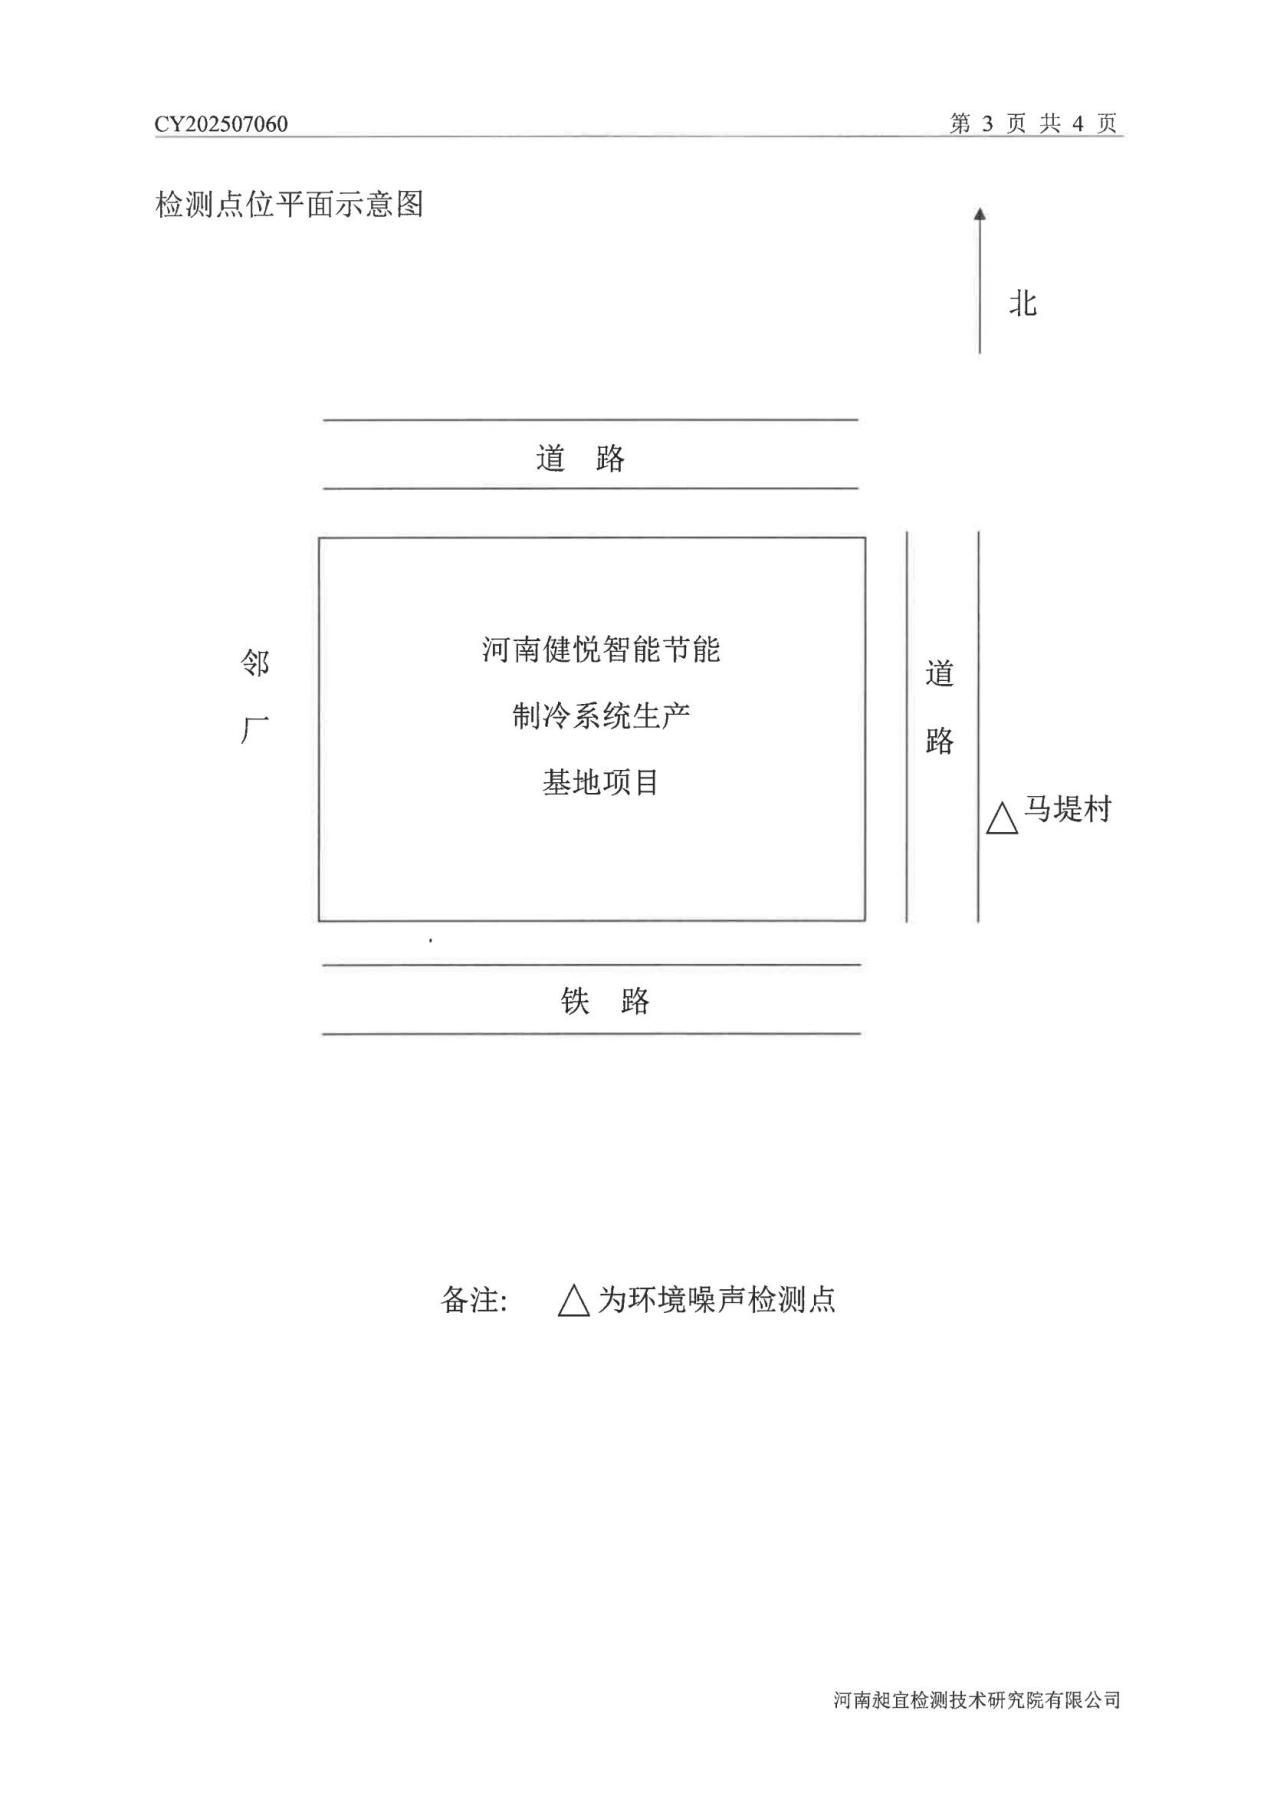 CY202507060 第 3 页 共 4 页
检测点位平面示意图
北
道 路
河南健悦智能节能
制冷系统生产
基地项目
邻
厂
道
路
△马堤村
铁 路
备注: △为环境噪声检测点
河南昶宜检测技术研究院有限公司